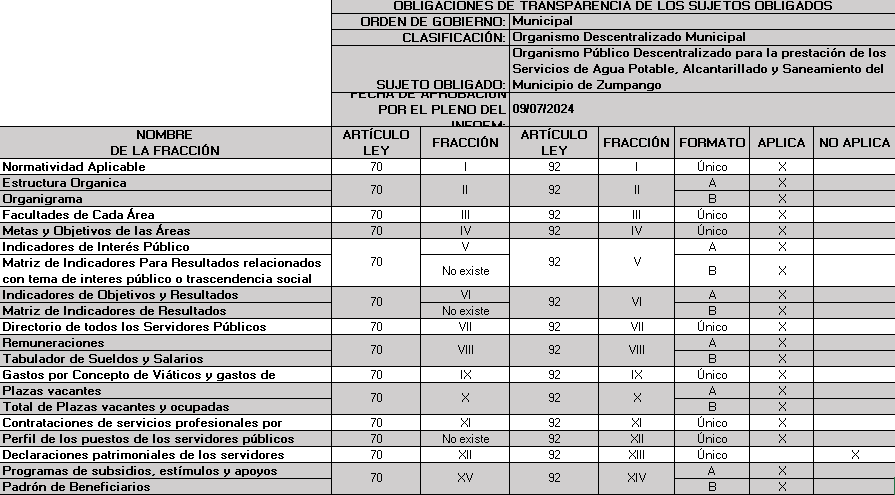 OBLIGACIONES DE TRANSPARENCIA DE LOS SUJETOS OBLIGADOS
ORDEN DE GOBIERNO: Municipal
CLASIFICACIÓN: Organismo Descentralizado Municipal
SUJETO OBLIGADO: Organismo Público Descentralizado para la prestación de los
Servicios de Agua Potable, Alcantarillado y Saneamiento del
Municipio de Zumpango
FECHA DE APROBACIÓN
POR EL PLENO DEL
INFOEM: 09/07/2024
NOMBRE DE LA FRACCIÓN ARTÍCULO LEY FRACCIÓN ARTÍCULO LEY FRACCIÓN FORMATO APLICA NO APLICA
Normatividad Aplicable 70 I 92 I Único X
Estructura Organica 70 II 92 II A X
Organigrama B X
Facultades de Cada Área 70 III 92 III Único X
Metas y Objetivos de las Áreas 70 IV 92 IV Único X
Indicadores de Interés Público 70 V 92 V A X
Matriz de Indicadores Para Resultados relacionados
con tema de interes público o trascendencia social No existe B X
Indicadores de Objetivos y Resultados 70 VI 92 VI A X
Matriz de Indicadores de Resultados No existe B X
Directorio de todos los Servidores Públicos 70 VII 92 VII Único X
Remuneraciones 70 VIII 92 VIII A X
Tabulador de Sueldos y Salarios B X
Gastos por Concepto de Viáticos y gastos de 70 IX 92 IX Único X
Plazas vacantes 70 X 92 X A X
Total de Plazas vacantes y ocupadas B X
Contrataciones de servicios profesionales por 70 XI 92 XI Único X
Perfil de los puestos de los servidores públicos 70 No existe 92 XII Único X
Declaraciones patrimoniales de los servidores 70 XII 92 XIII Único X
Programas de subsidios, estímulos y apoyos 70 XV 92 XIV A X
Padrón de Beneficiarios B X